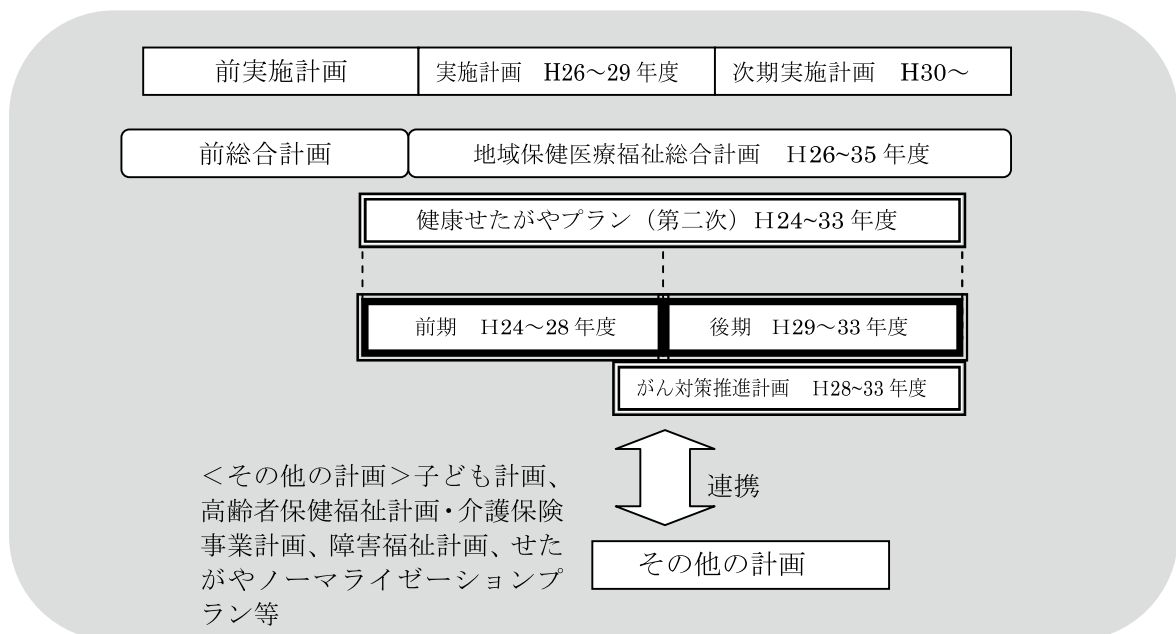 前実施計画 実施計画　H26～29 年度 次期実施計画　H30～
前総合計画 地域保健医療福祉総合計画　H26~35 年度
健康せたがやプラン（第二次）H24~33 年度
前期　H24～28 年度 後期　H29～33 年度
がん対策推進計画　H28~33 年度
連携
＜その他の計画＞子ども計画、
高齢者保健福祉計画・介護保険
事業計画、障害福祉計画、せた
がやノーマライゼーションプ
ラン等
その他の計画